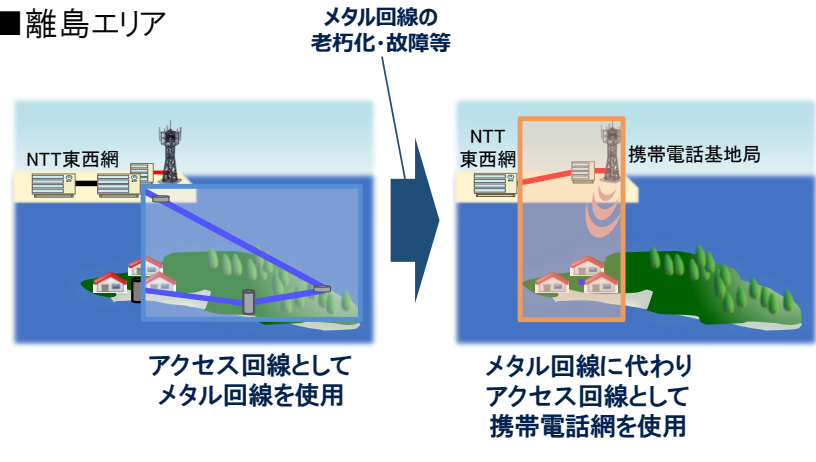 ■離島エリア
メタル回線の
老朽化・故障等
NTT東西網
NTT
東西網
携帯電話基地局
アクセス回線として
メタル回線を使用
メタル回線に代わり
アクセス回線として
携帯電話網を使用